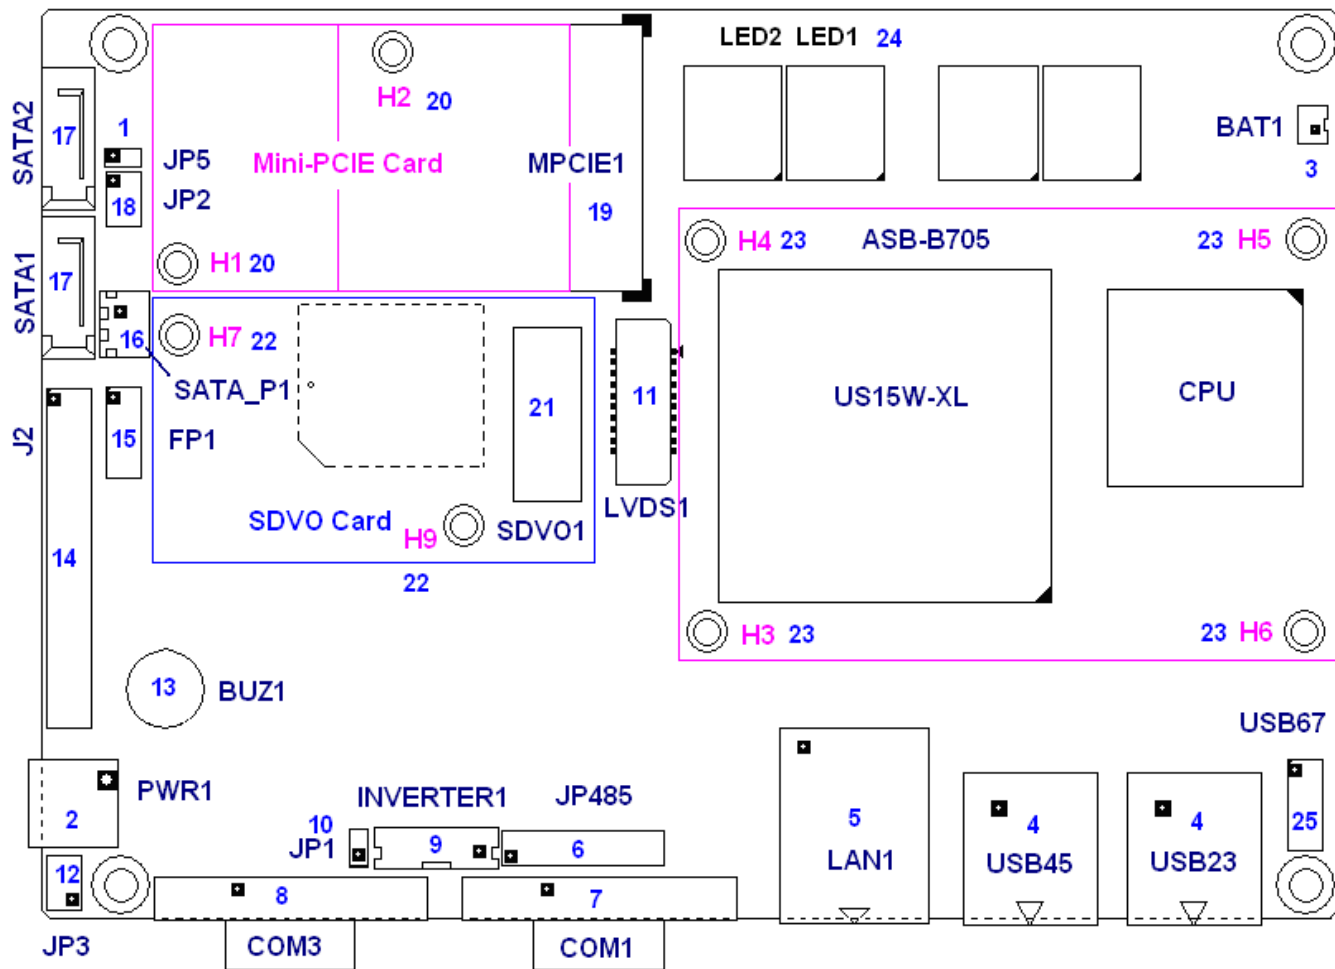 LED2 LED1 24
SATA2
17
1
JP5
JP2
18
H2 20
Mini-PCIE Card
MPCIE1
19
BAT1
3
H1 20
H4 23
ASB-B705
23 H5
SATA1
17
16
SATA_P1
H7 22
21
11
LVDS1
US15W-XL
CPU
J2
15
FP1
14
SDVO Card
H9
SDVO1
22
H3 23
23 H6
13
BUZ1
USB67
25
PWR1
2
INVERTER1
JP485
10
JP1
9
6
5
LAN1
4
USB45
4
USB23
12
JP3
8
COM3
7
COM1